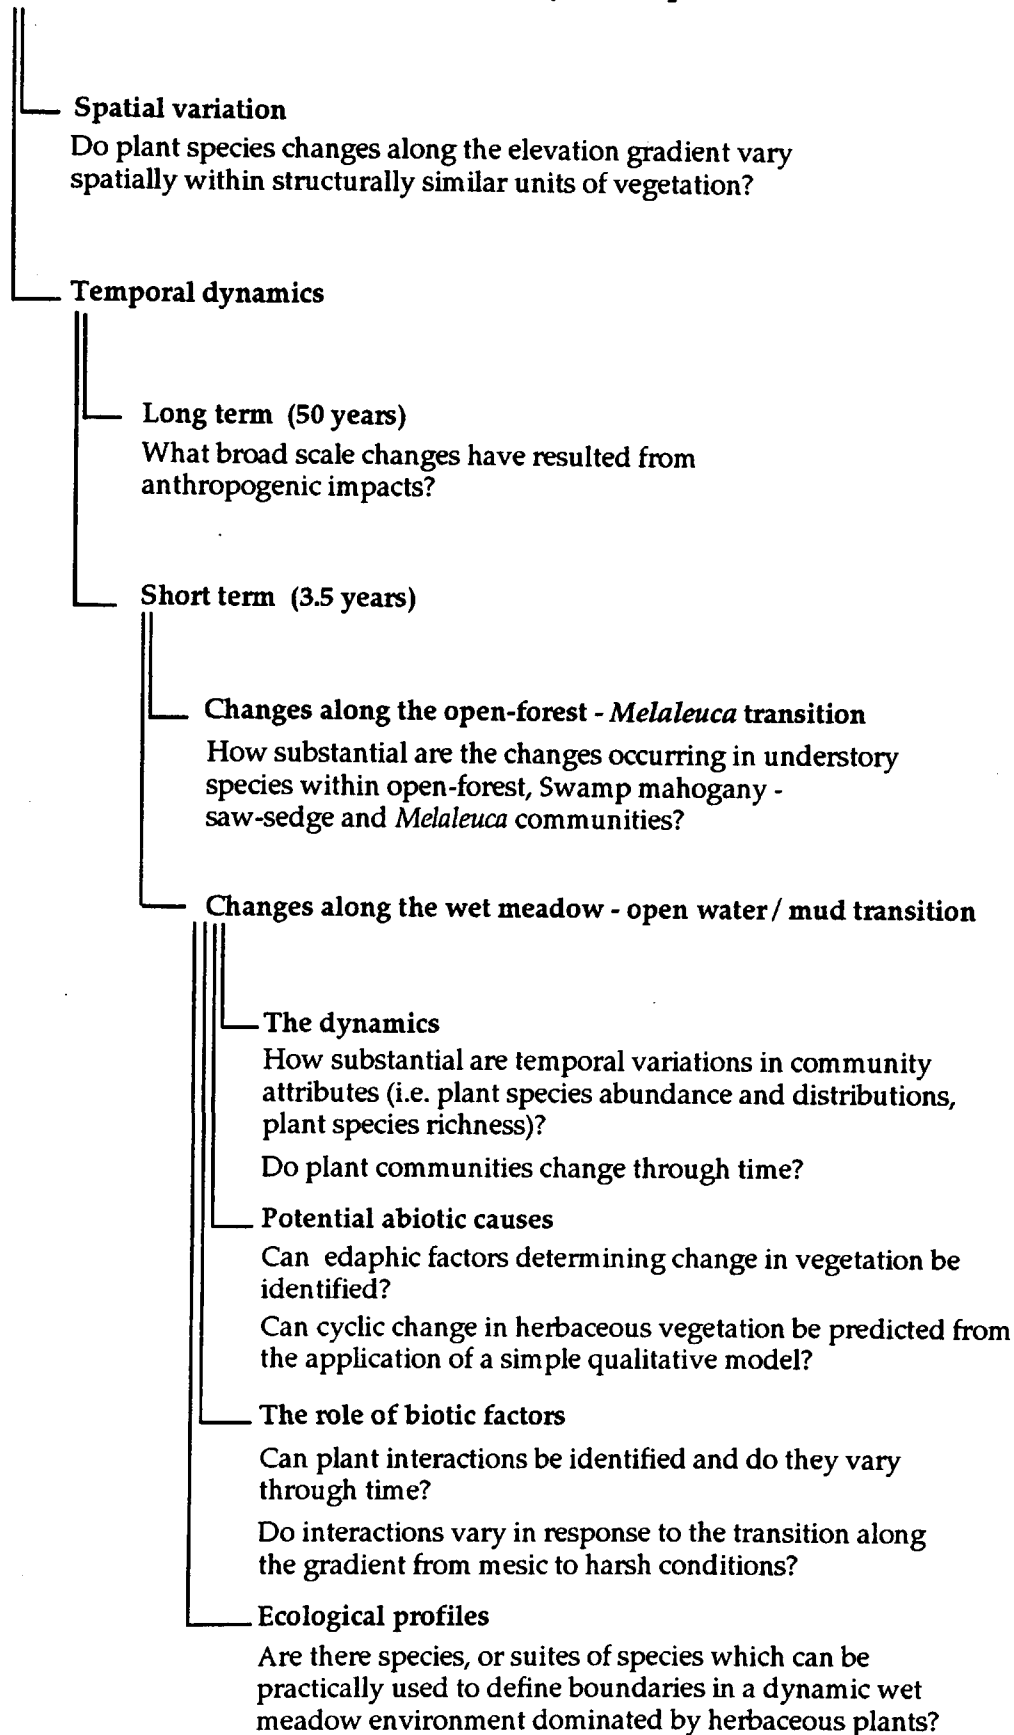 Spatial variation
Do plant species changes along the elevation gradient vary
spatially within structurally similar units of vegetation?
Temporal dynamics
Long term (50 years)
What broad scale changes have resulted from
anthropogenic impacts?
Short term (3.5 years)
Changes along the open-forest - Melaleuca transition
How substantial are the changes occurring in understory
species within open-forest, Swamp mahogany -
saw-sedge and Melaleuca communities?
Changes along the wet meadow - open water / mud transition
The dynamics
How substantial are temporal variations in community
attributes (i.e. plant species abundance and distributions,
plant species richness)?
Do plant communities change through time?
Potential abiotic causes
Can edaphic factors determining change in vegetation be
identified?
Can cyclic change in herbaceous vegetation be predicted from
the application of a simple qualitative model?
The role of biotic factors
Can plant interactions be identified and do they vary
through time?
Do interactions vary in response to the transition along
the gradient from mesic to harsh conditions?
Ecological profiles
Are there species, or suites of species which can be
practically used to define boundaries in a dynamic wet
meadow environment dominated by herbaceous plants?